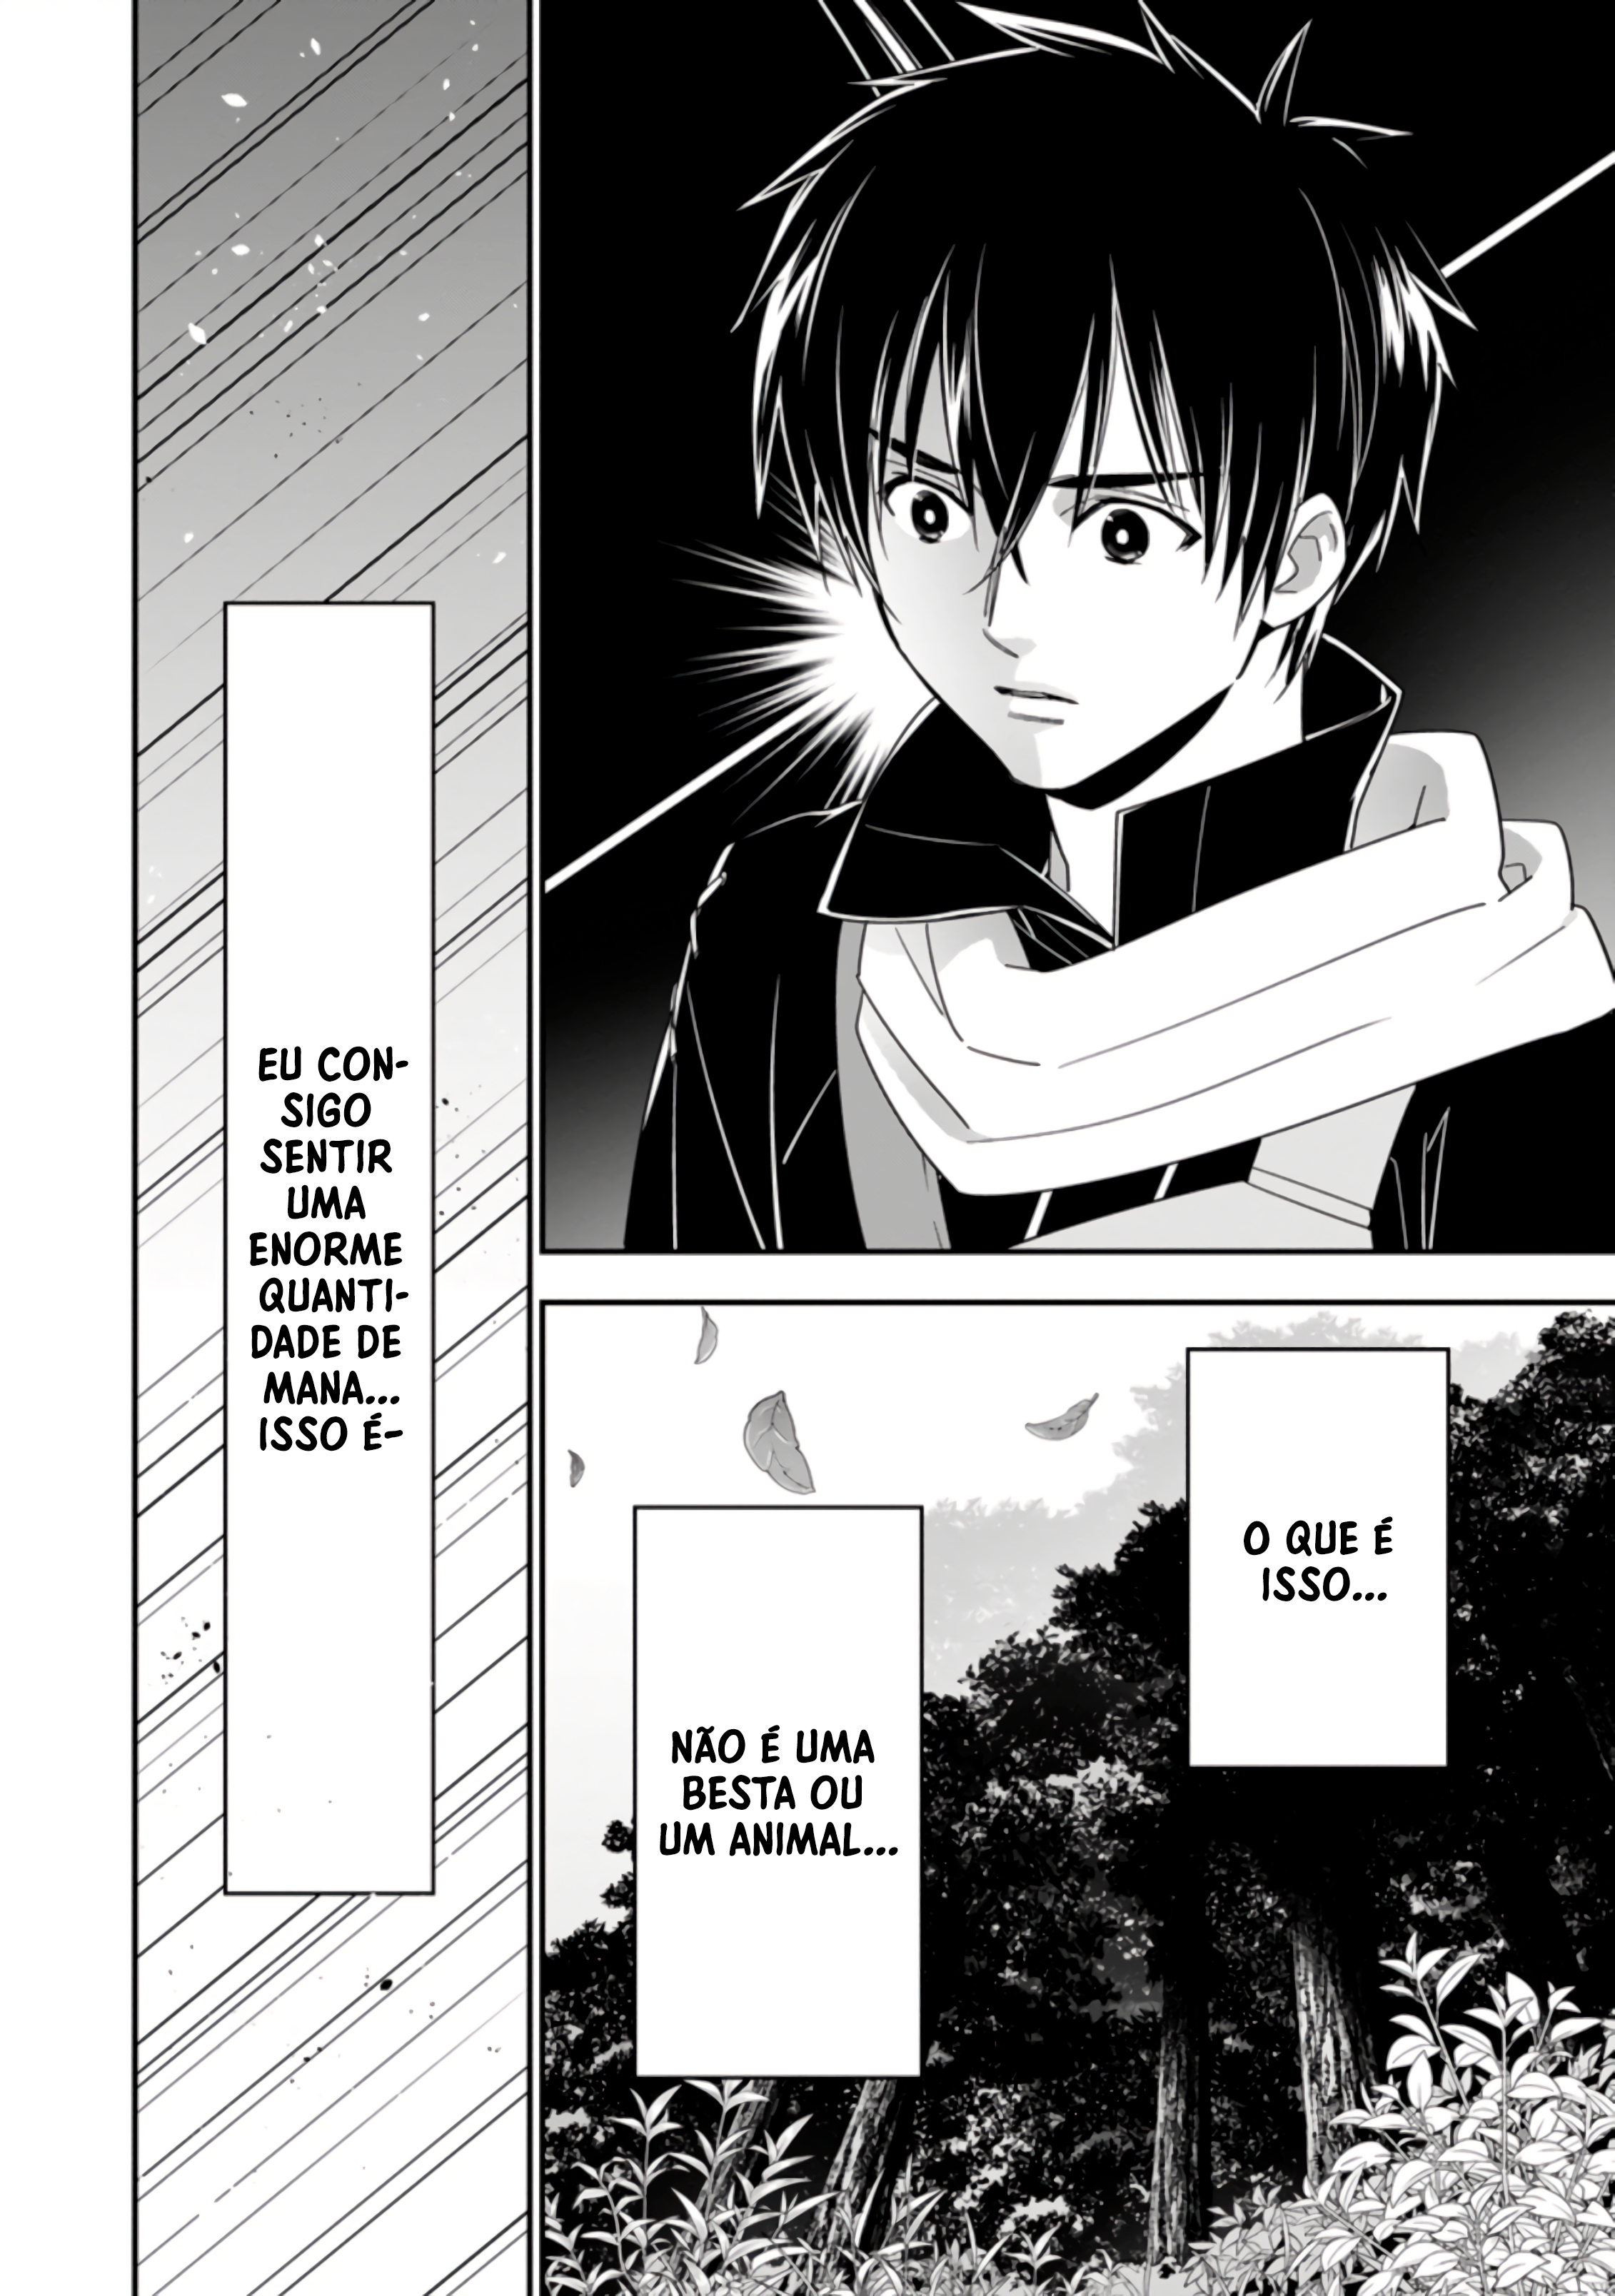 O QUE É
ISSO...
NÃO É UMA
BESTA OU
UM ANIMAL...
EU CON-
SIGO
SENTIR
UMA
ENORME
QUANTI-
DADE DE
MANA...
ISSO É-